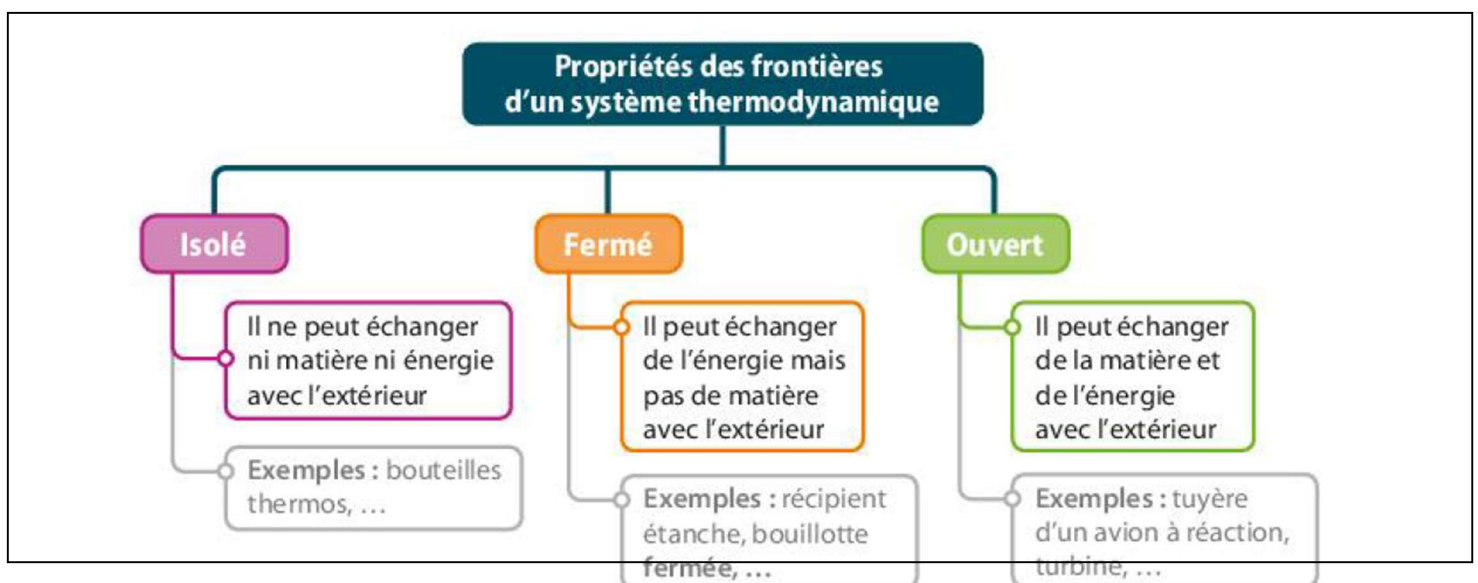 Propriétés des frontières
d’un système thermodynamique
Isolé
Il ne peut échanger
ni matière ni énergie
avec l’extérieur
Exemples : bouteilles
thermos, …
Fermé
Il peut échanger
de l’énergie mais
pas de matière
avec l’extérieur
Exemples : récipient
étanche, bouillotte
fermée, …
Ouvert
Il peut échanger
de la matière et
de l’énergie
avec l’extérieur
Exemples : tuyère
d’un avion à réaction,
turbine, …